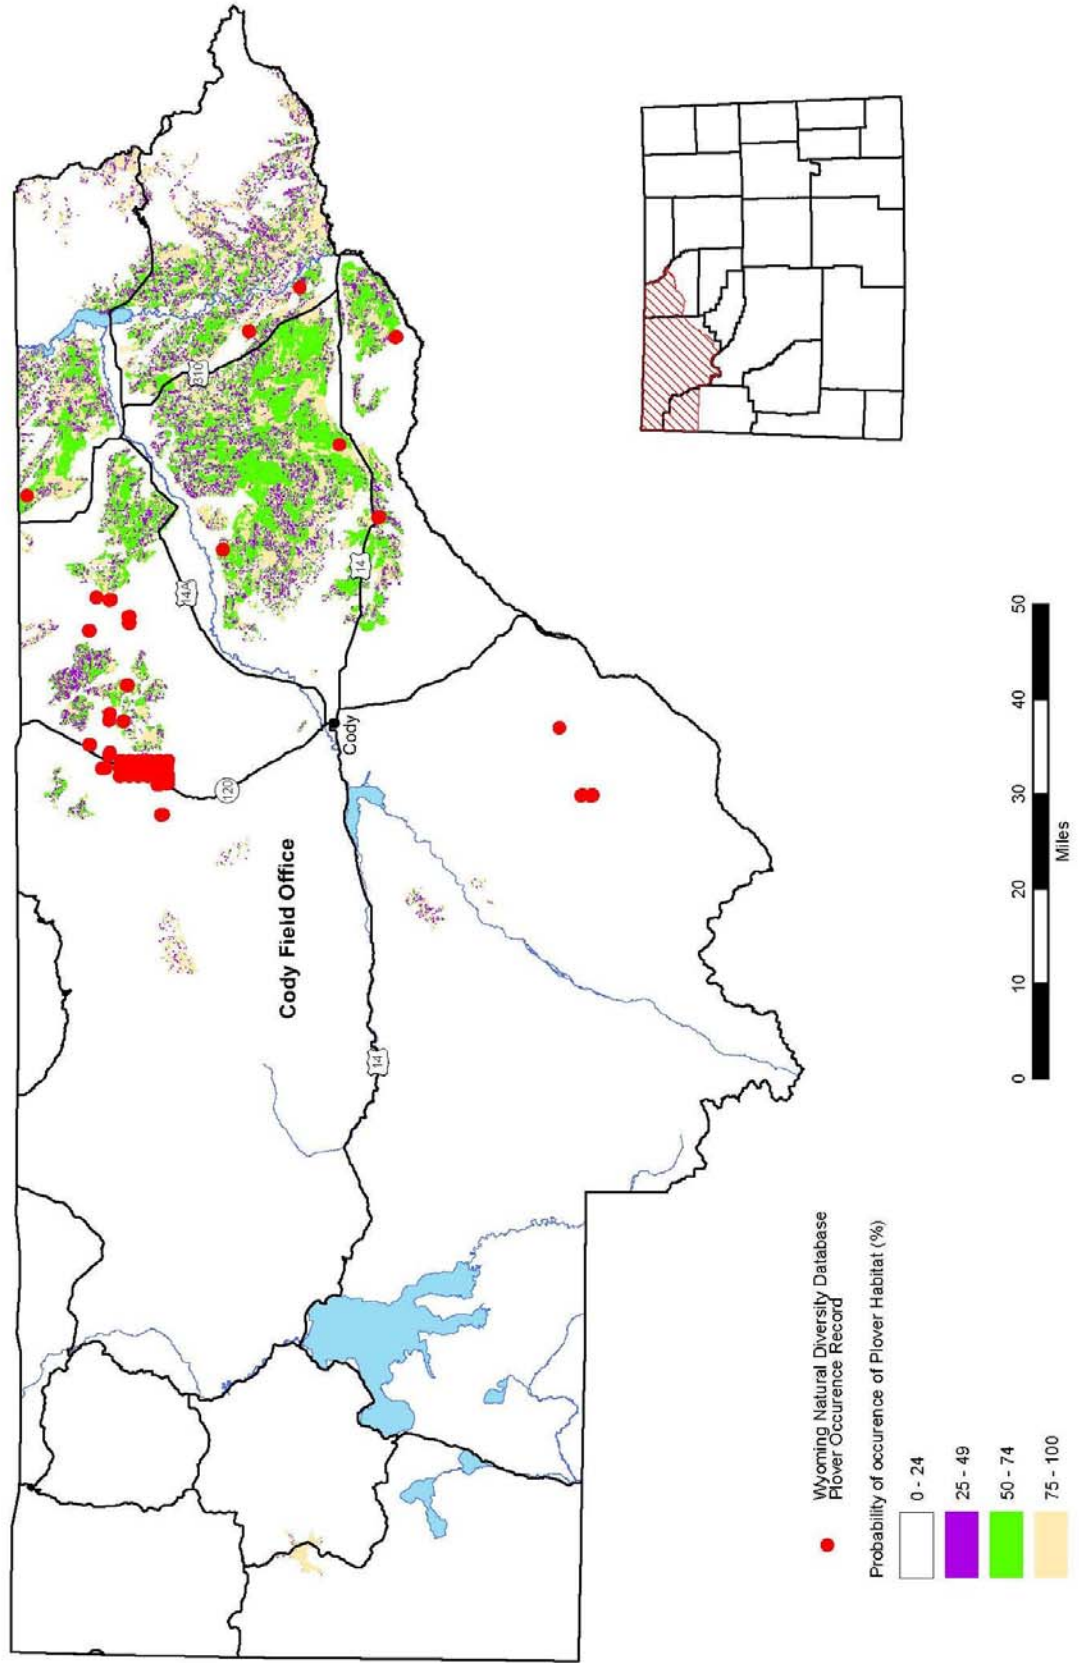 310
14A
14
120
Cody
Cody Field Office
14
Wyoming Natural Diversity Database
Plover Occurence Record
Probability of occurence of Plover Habitat (%)
0 - 24
25 - 49
50 - 74
75 - 100
0 10 20 30 40 50
Miles